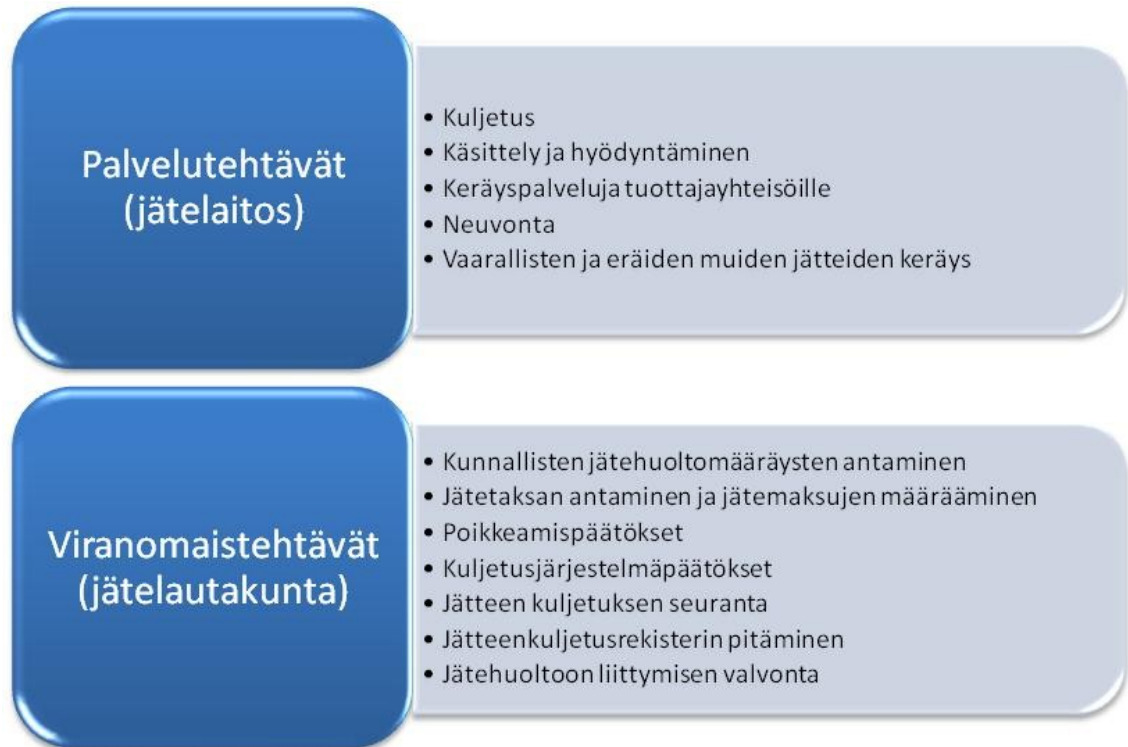 Palvelutehtävät
(jätelaitos)
• Kuljetus
• Käsittely ja hyödyntäminen
• Keräyspalveluja tuottajayhteisöille
• Neuvonta
• Vaarallisten ja eräiden muiden jätteiden keräys
Viranomaistehtävät
(jätelautakunta)
• Kunnallisten jätehuoltomääräysten antaminen
• Jätetaksan antaminen ja jätemaksujen määrääminen
• Poikkeamispäätökset
• Kuljetusjärjestelmäpäätökset
• Jätteen kuljetuksen seuranta
• Jätteenkuljetusrekisterin pitäminen
• Jätehuoltoon liittymisen valvonta